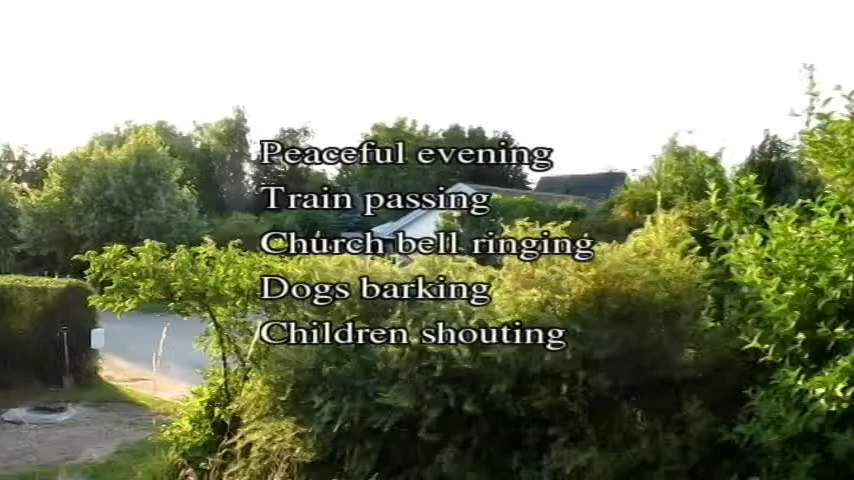 Peaceful evening
Train passing
Church bell ringing
Dogs barking
Children shouting